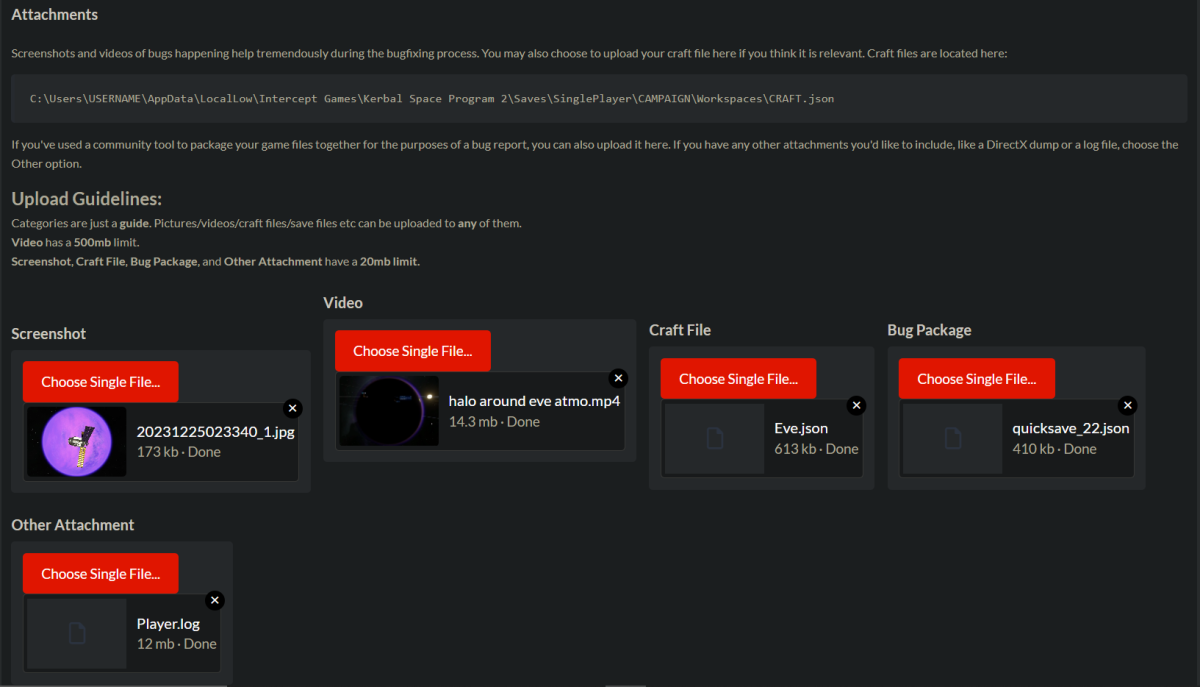 Attachments
Screenshots and videos of bugs happening help tremendously during the bugfixing process. You may also choose to upload your craft file here if you think it is relevant. Craft files are located here:
C:\Users\USERNAME\AppData\LocalLow\Intercept Games\Kerbal Space Program 2\Saves\SinglePlayer\CAMPAIGN\Workspaces\CRAFT.json
If you've used a community tool to package your game files together for the purposes of a bug report, you can also upload it here. If you have any other attachments you'd like to include, like a DirectX dump or a log file, choose the
Other option.
Upload Guidelines:
Categories are just a guide. Pictures/videos/craft files/save files etc can be uploaded to any of them.
Video has a 500mb limit.
Screenshot, Craft File, Bug Package, and Other Attachment have a 20mb limit.
Screenshot
Choose Single File...
20231225023340_1.jpg
173 kb · Done
Video
Choose Single File...
halo around eve atmo.mp4
14.3 mb · Done
Craft File
Choose Single File...
Eve.json
613 kb · Done
Bug Package
Choose Single File...
quicksave_22.json
410 kb · Done
Other Attachment
Choose Single File...
Player.log
12 mb · Done